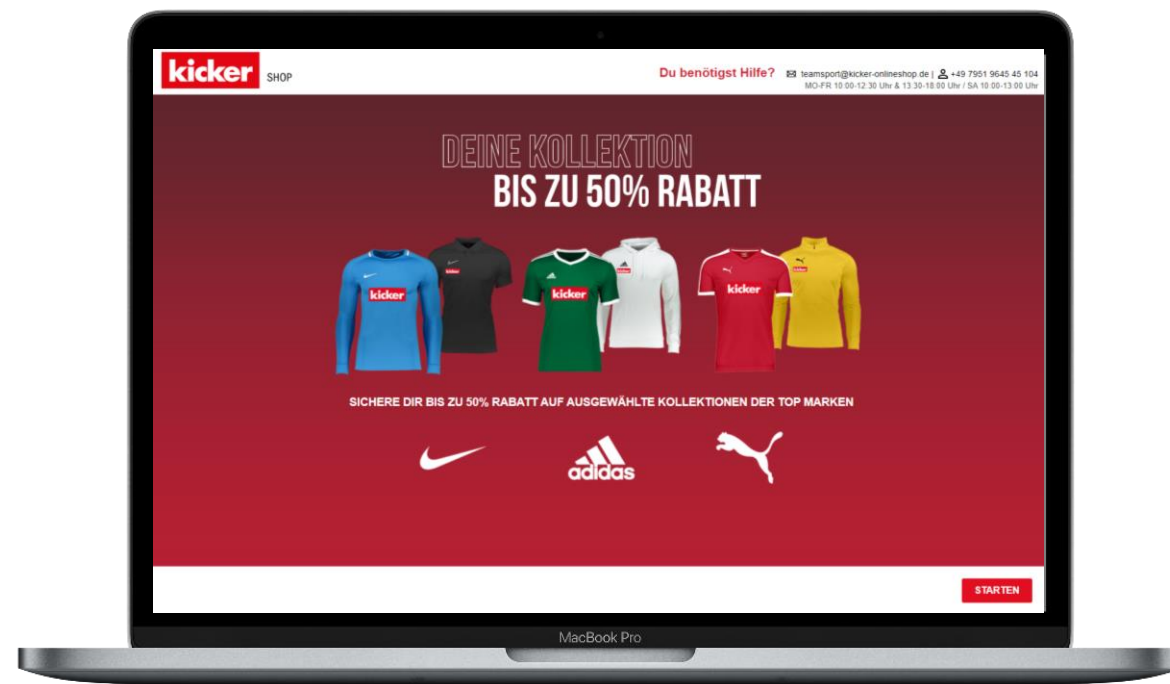 kicker SHOP
Du benötigst Hilfe? teamsport@kicker-onlineshop.de | +49 7951 9645 45 104
MO-FR 10:00-12:30 Uhr & 13.30-18:00 Uhr / SA 10:00-13:00 Uhr
DEINE KOLLEKTION
BIS ZU 50% RABATT
kicker
kicker
kicker
kicker
kicker
kicker
SICHERE DIR BIS ZU 50% RABATT AUF AUSGEWÄHLTE KOLLEKTIONEN DER TOP MARKEN
adidas
STARTEN
MacBook Pro